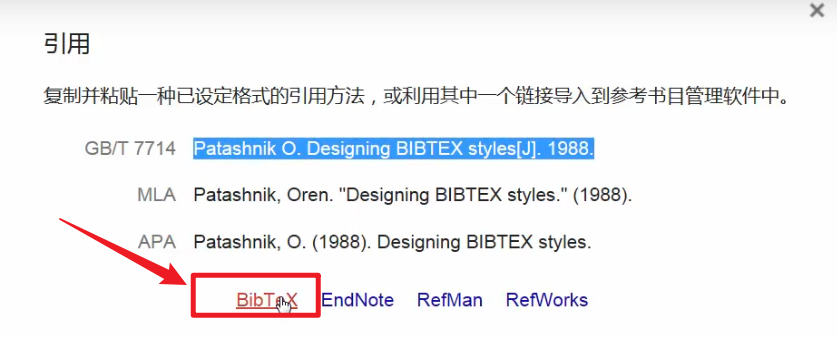 引用
复制并粘贴一种已设定格式的引用方法，或利用其中一个链接导入到参考书目管理软件中。
GB/T 7714 Patashnik O. Designing BIBTEX styles[J]. 1988.
MLA Patashnik, Oren. "Designing BIBTEX styles." (1988).
APA Patashnik, O. (1988). Designing BIBTEX styles.
BibTeX EndNote RefMan RefWorks